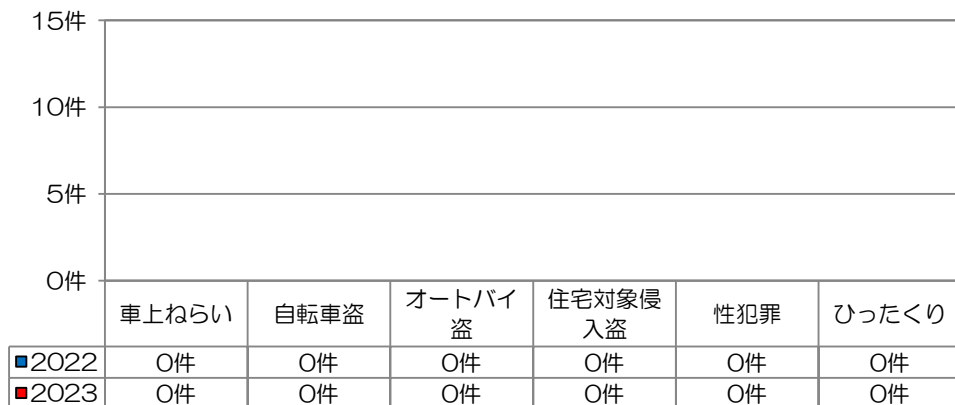 15件
10件
5件
0件
車上ねらい 自転車盗 オートバイ盗 住宅対象侵入盗 性犯罪 ひったくり
2022 0件 0件 0件 0件 0件 0件
2023 0件 0件 0件 0件 0件 0件